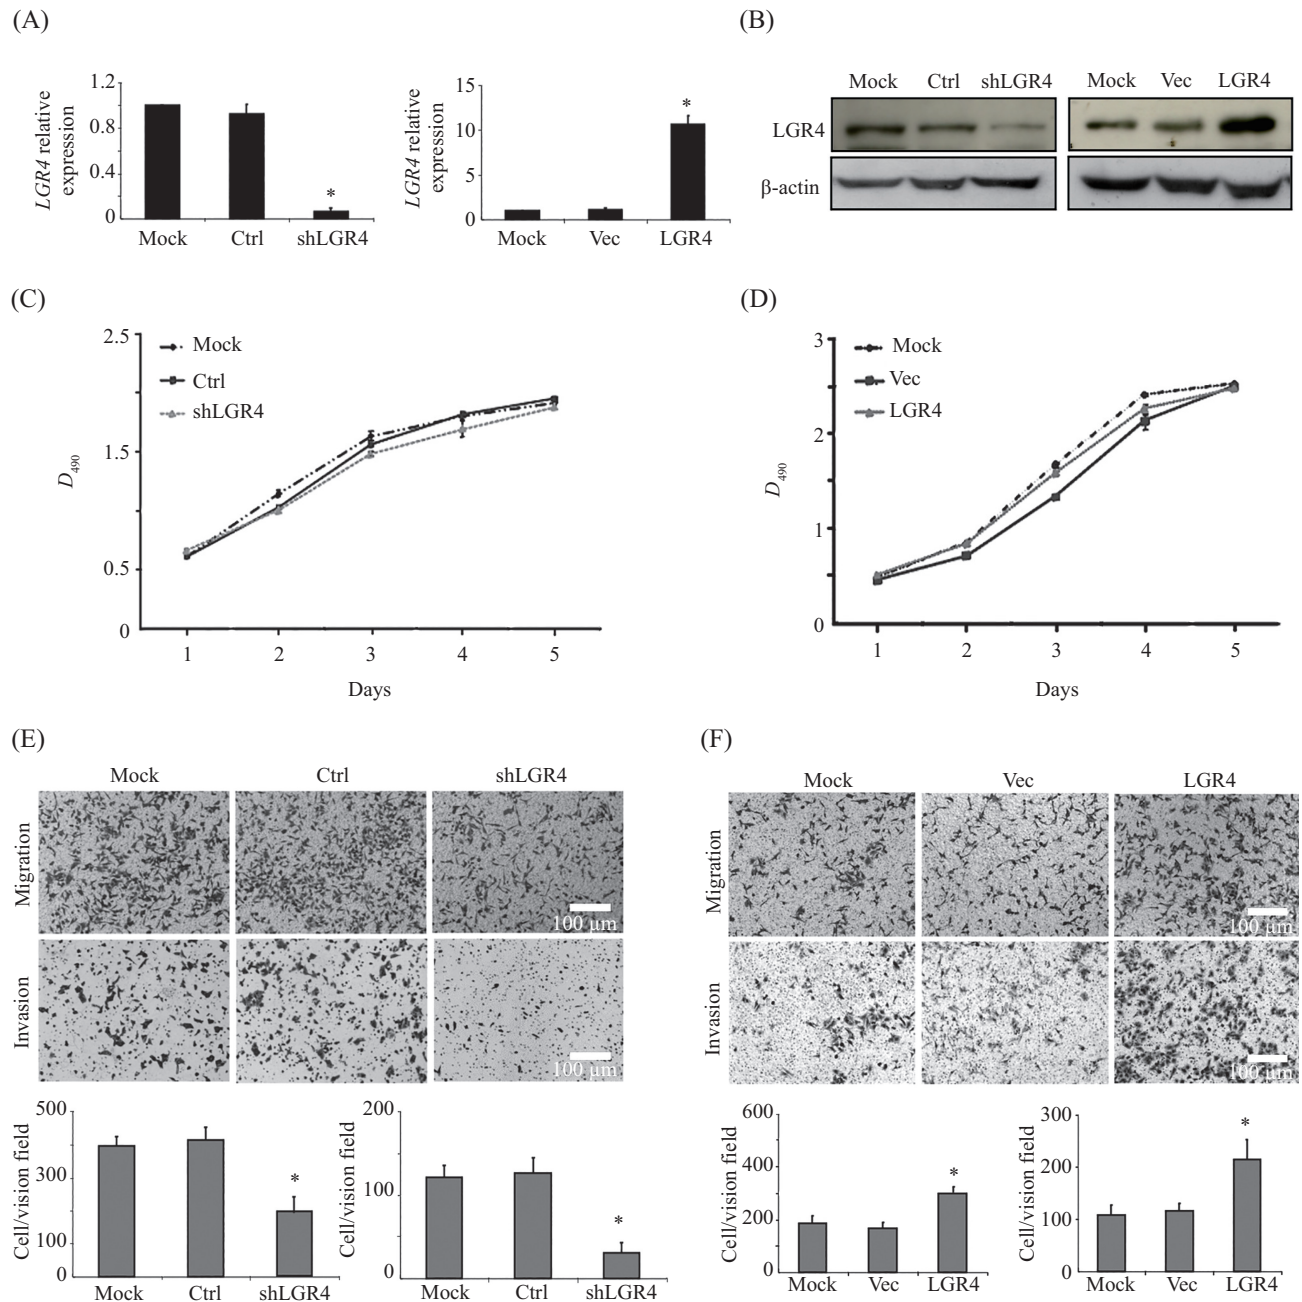 (A)
1.2
0.8
0.4
0
LGR4 relative
expression
*
Mock Ctrl shLGR4
15
10
5
0
LGR4 relative
expression
*
Mock Vec LGR4
(B)
Mock Ctrl shLGR4
Mock Vec LGR4
LGR4
β-actin
(C)
2.5
1.5
0.5
0
D490
Mock
Ctrl
shLGR4
1 2 3 4 5
Days
(D)
3
2
1
0
D490
Mock
Vec
LGR4
1 2 3 4 5
Days
(E)
Mock Ctrl shLGR4
Migration
100 μm
Invasion
100 μm
500
300
100
0
Cell/vision field
*
Mock Ctrl shLGR4
200
100
0
Cell/vision field
*
Mock Ctrl shLGR4
(F)
Mock Vec LGR4
Migration
100 μm
Invasion
100 μm
600
400
200
0
Cell/vision field
*
Mock Vec LGR4
300
200
100
0
Cell/vision field
*
Mock Vec LGR4